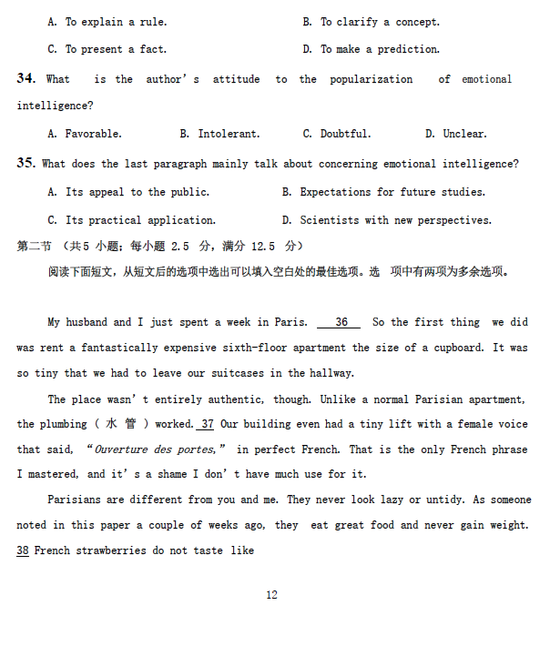 A. To explain a rule. B. To clarify a concept.
C. To present a fact. D. To make a prediction.
34. What is the author's attitude to the popularization of emotional
intelligence?
A. Favorable. B. Intolerant. C. Doubtful. D. Unclear.
35. What does the last paragraph mainly talk about concerning emotional intelligence?
A. Its appeal to the public. B. Expectations for future studies.
C. Its practical application. D. Scientists with new perspectives.
第二节 (共5 小题;每小题 2.5 分,满分 12.5 分)
阅读下面短文,从短文后的选项中选出可以填入空白处的最佳选项。选 项中有两项为多余选项。
My husband and I just spent a week in Paris. 36 So the first thing we did
was rent a fantastically expensive sixth-floor apartment the size of a cupboard. It was
so tiny that we had to leave our suitcases in the hallway.
The place wasn't entirely authentic, though. Unlike a normal Parisian apartment,
the plumbing ( 水 管 ) worked. 37 Our building even had a tiny lift with a female voice
that said, "Ouverture des portes," in perfect French. That is the only French phrase
I mastered, and it's a shame I don't have much use for it.
Parisians are different from you and me. They never look lazy or untidy. As someone
noted in this paper a couple of weeks ago, they eat great food and never gain weight.
38 French strawberries do not taste like
12